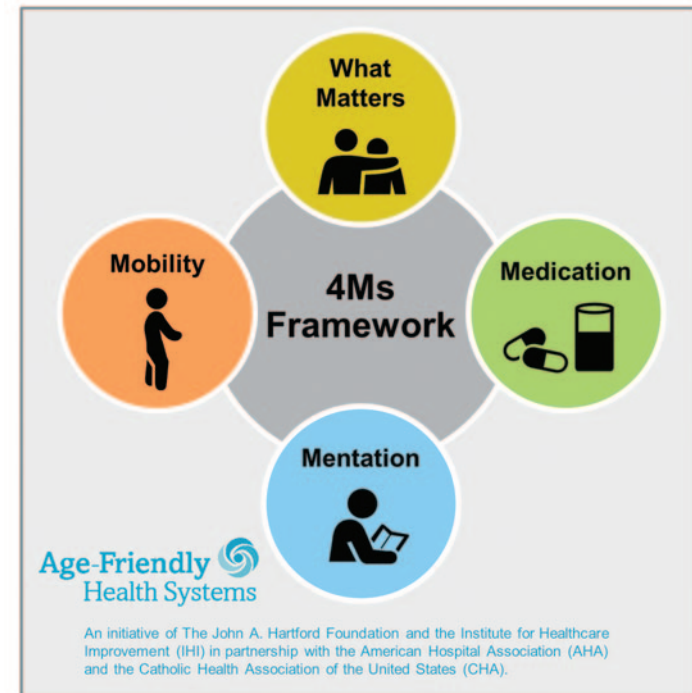 What
Matters
Mobility
4Ms
Framework
Medication
Mentation
Age-Friendly
Health Systems
An initiative of The John A. Hartford Foundation and the Institute for Healthcare
Improvement (IHI) in partnership with the American Hospital Association (AHA)
and the Catholic Health Association of the United States (CHA).